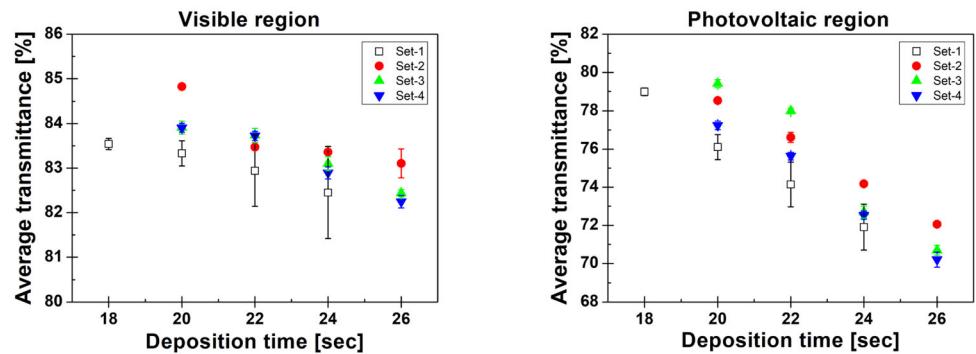 Visible region
Average transmittance [%]
86
85
84
83
82
81
80
18 20 22 24 26
Deposition time [sec]
Set-1
Set-2
Set-3
Set-4
Photovoltaic region
Average transmittance [%]
82
80
78
76
74
72
70
68
18 20 22 24 26
Deposition time [sec]
Set-1
Set-2
Set-3
Set-4